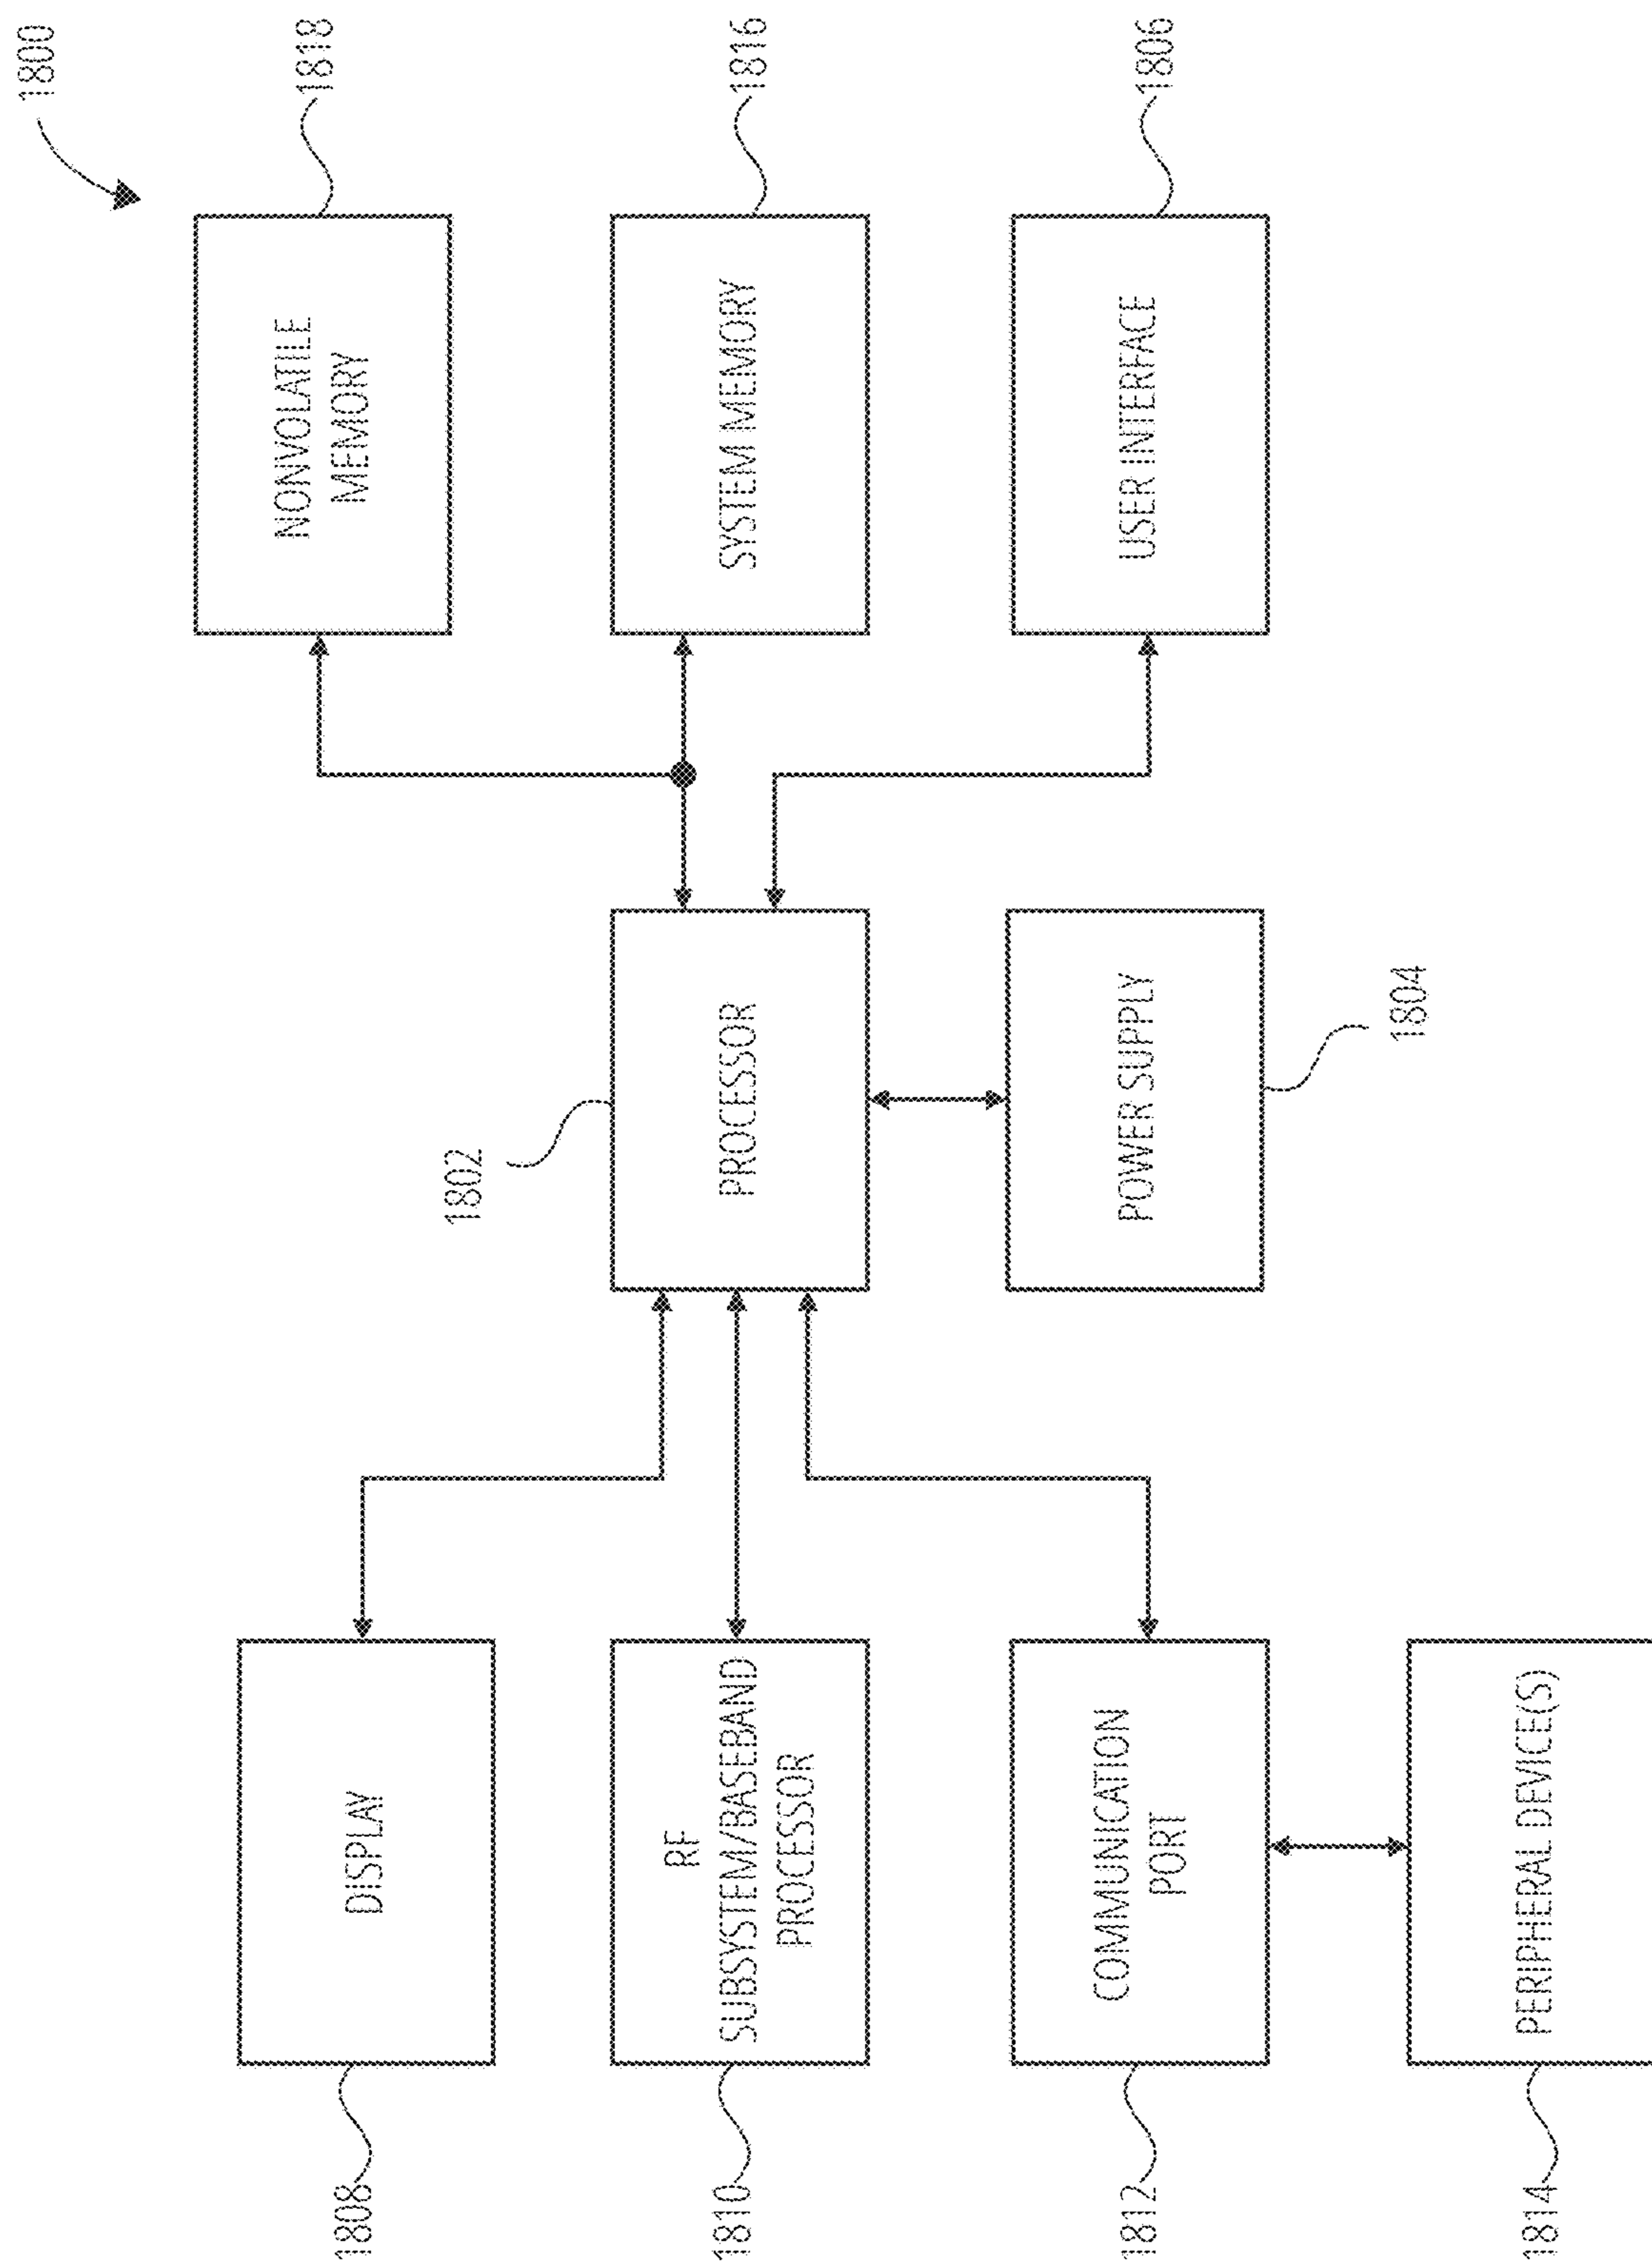 1800
DISPLAY
NONVOLATILE
MEMORY
1808
1818
1802
RF
SUBSYSTEM/BASEBAND
PROCESSOR
PROCESSOR
SYSTEM MEMORY
1810
1816
COMMUNICATION
PORT
POWER SUPPLY
USER INTERFACE
1812
1806
1804
PERIPHERAL DEVICE(S)
1814